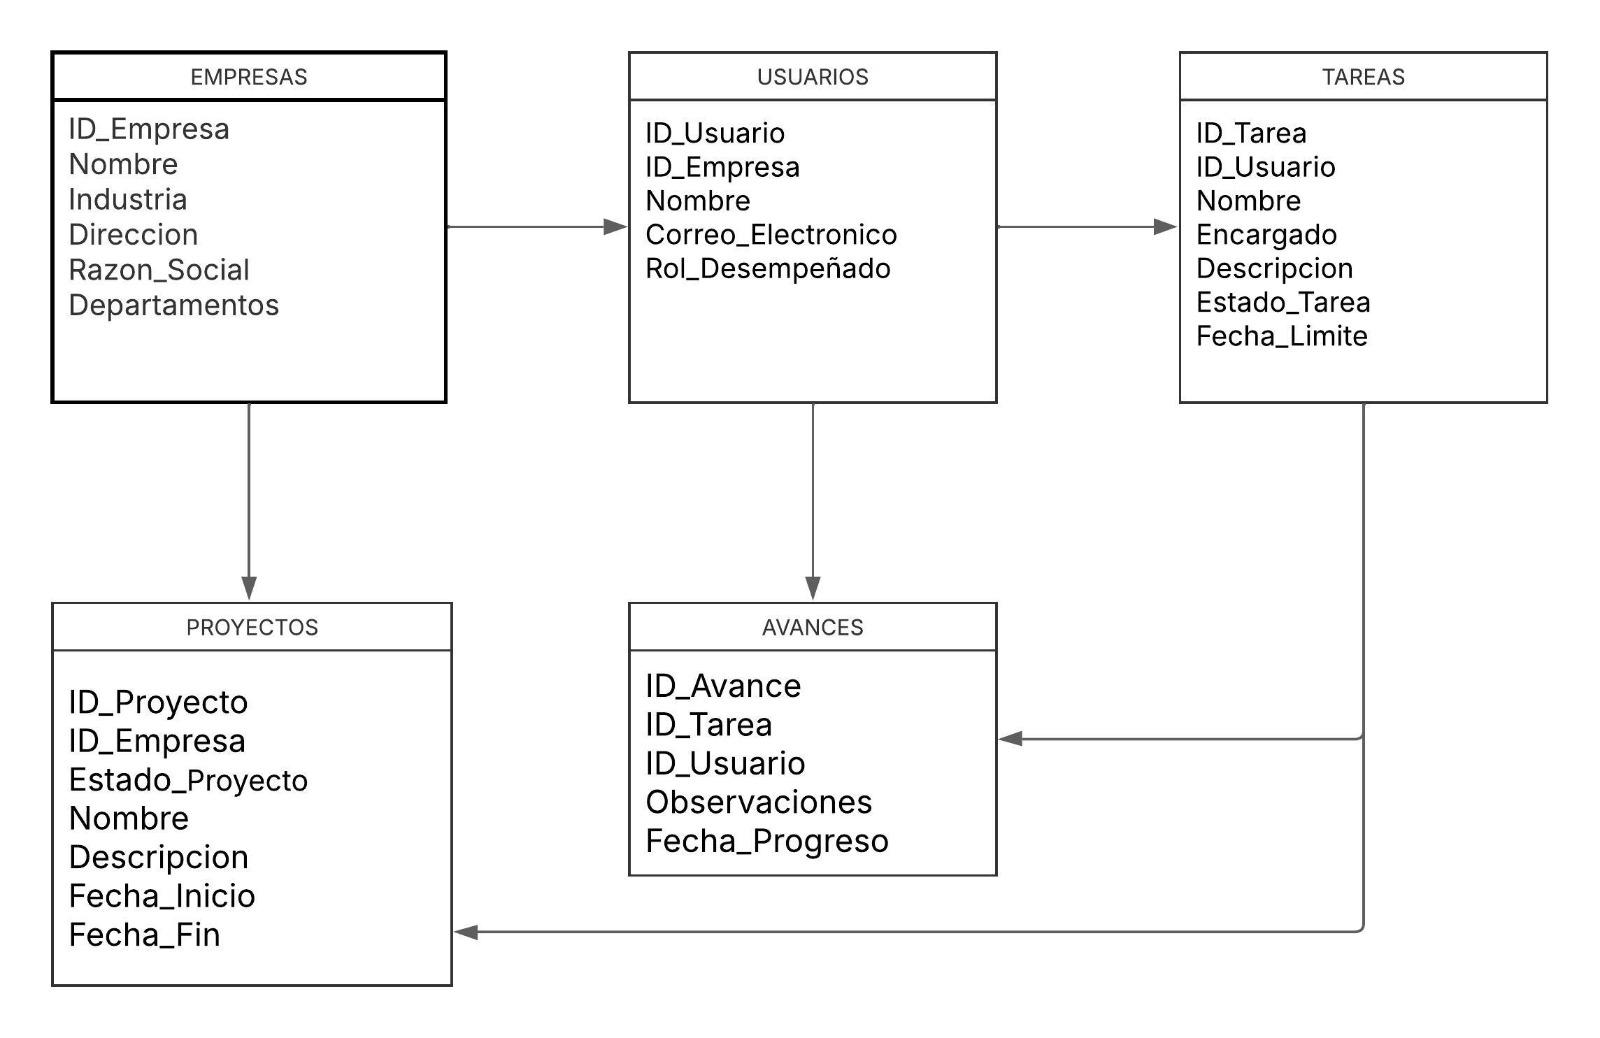 EMPRESAS
ID_Empresa
Nombre
Industria
Direccion
Razon_Social
Departamentos
USUARIOS
ID_Usuario
ID_Empresa
Nombre
Correo_Electronico
Rol_Desempeñado
TAREAS
ID_Tarea
ID_Usuario
Nombre
Encargado
Descripcion
Estado_Tarea
Fecha_Limite
PROYECTOS
ID_Proyecto
ID_Empresa
Estado_Proyecto
Nombre
Descripcion
Fecha_Inicio
Fecha_Fin
AVANCES
ID_Avance
ID_Tarea
ID_Usuario
Observaciones
Fecha_Progreso